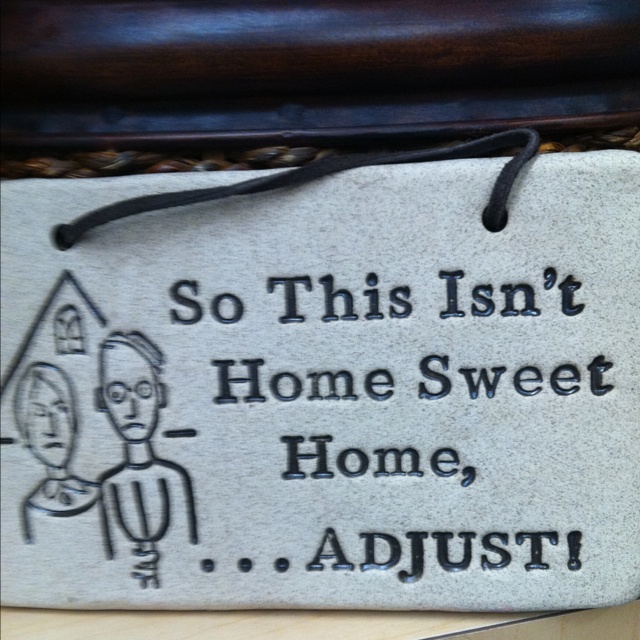 So This Isn't
Home Sweet
Home,
...ADJUST!